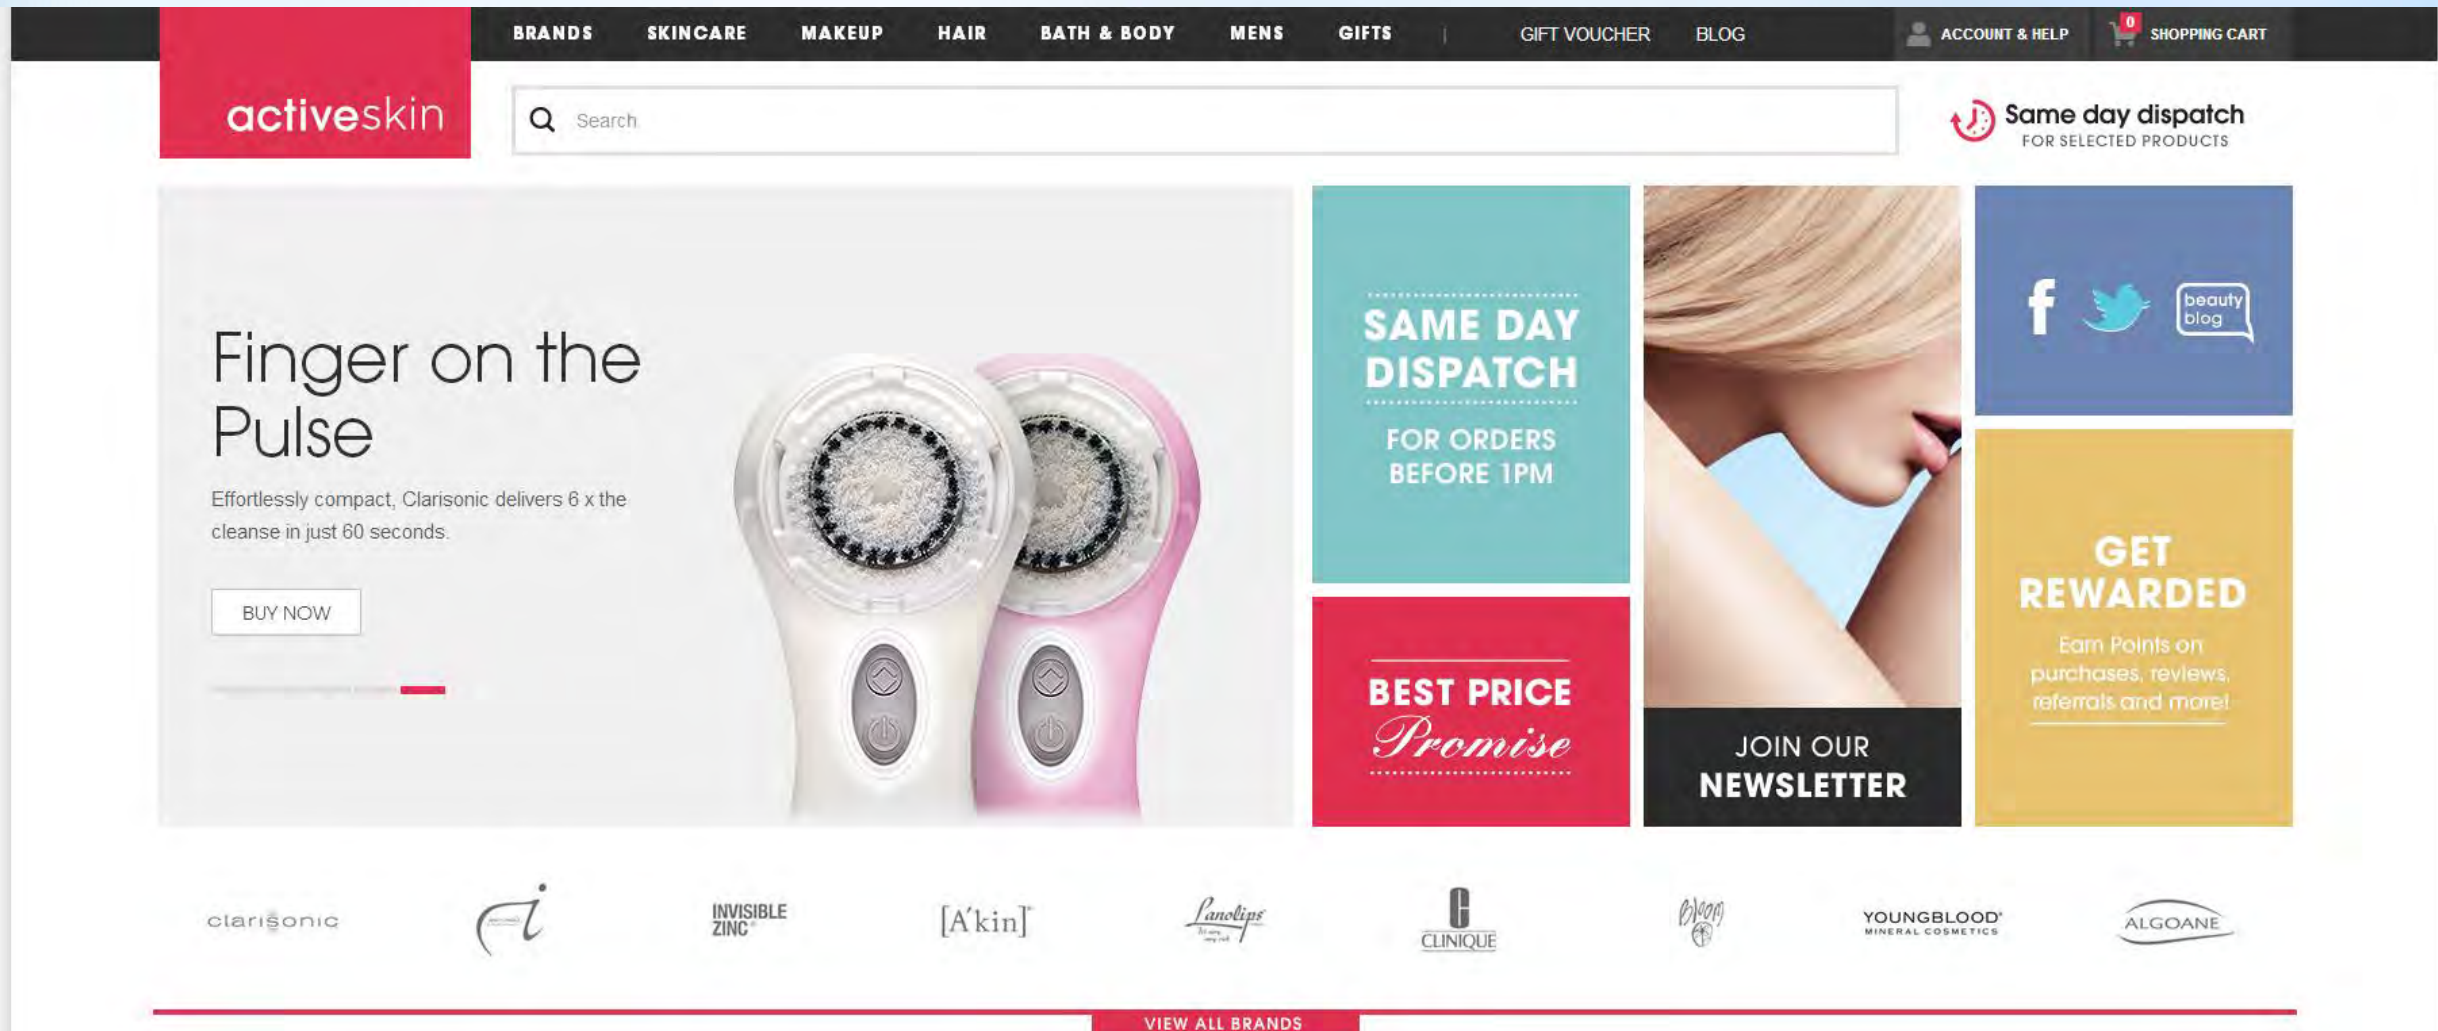 BRANDS SKINCARE MAKEUP HAIR BATH & BODY MENS GIFTS | GIFT VOUCHER BLOG ACCOUNT & HELP 0 SHOPPING CART
activeskin
Search
Same day dispatch
FOR SELECTED PRODUCTS
Finger on the
Pulse
Effortlessly compact, Clarisonic delivers 6 x the
cleanse in just 60 seconds.
BUY NOW
SAME DAY
DISPATCH
FOR ORDERS
BEFORE 1PM
BEST PRICE
Promise
JOIN OUR
NEWSLETTER
f
beauty
blog
GET
REWARDED
Earn Points on
purchases, reviews,
referrals and more!
clarisonic
ai
INVISIBLE
ZINC®
[A'kin]
Lanolips
CLINIQUE
Bloom
YOUNGBLOOD®
MINERAL COSMETICS
ALGOANE
VIEW ALL BRANDS